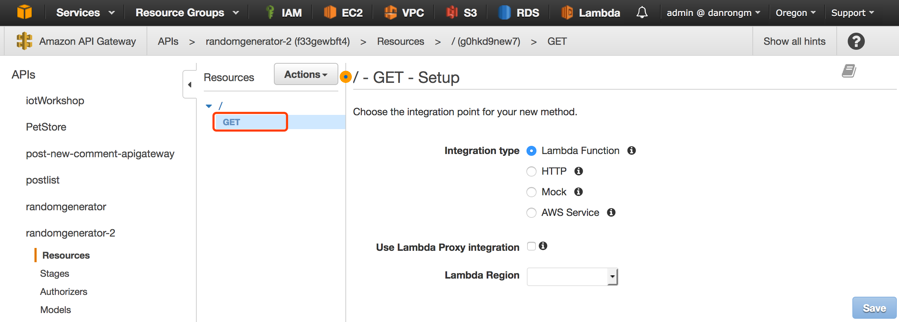 Services Resource Groups IAM EC2 VPC S3 RDS Lambda admin @ danrongm Oregon Support
Amazon API Gateway APIs > randomgenerator-2 (f33gewbft4) > Resources > / (g0hkd9new7) > GET Show all hints ?
APIs
iotWorkshop
PetStore
post-new-comment-apigateway
postlist
randomgenerator
randomgenerator-2
Resources
Stages
Authorizers
Models
Resources Actions
/
GET
/ - GET - Setup
Choose the integration point for your new method.
Integration type Lambda Function
HTTP
Mock
AWS Service
Use Lambda Proxy integration
Lambda Region
Save